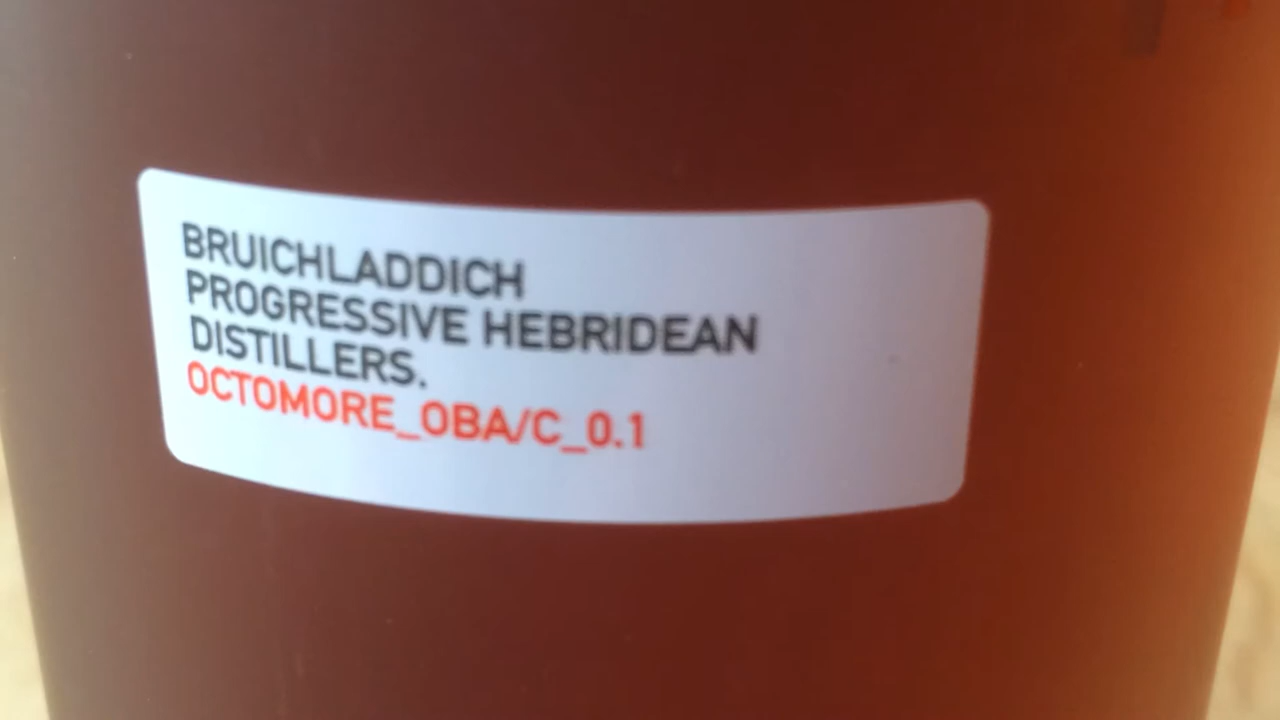 BRUICHLADDICH
PROGRESSIVE HEBRIDEAN
DISTILLERS.
OCTOMORE_OBA/C_0.1